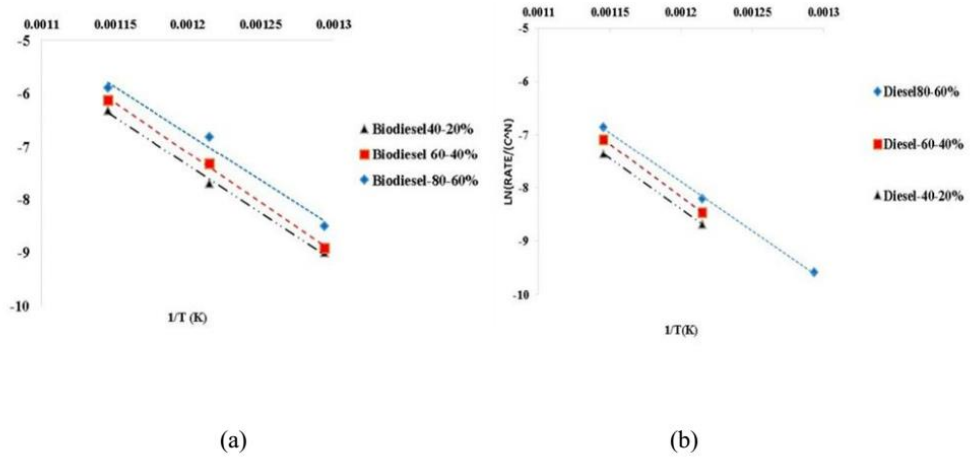 0.0011 0.00115 0.0012 0.00125 0.0013
-5
-6
-7
-8
-9
-10
1/T (K)
Biodiesel40-20%
Biodiesel 60-40%
Biodiesel-80-60%
(a)
0.0011 0.00115 0.0012 0.00125 0.0013
-5
-6
-7
-8
-9
-10
LN(RATE/(C^N)
1/T(K)
Diesel80-60%
Diesel-60-40%
Diesel-40-20%
(b)